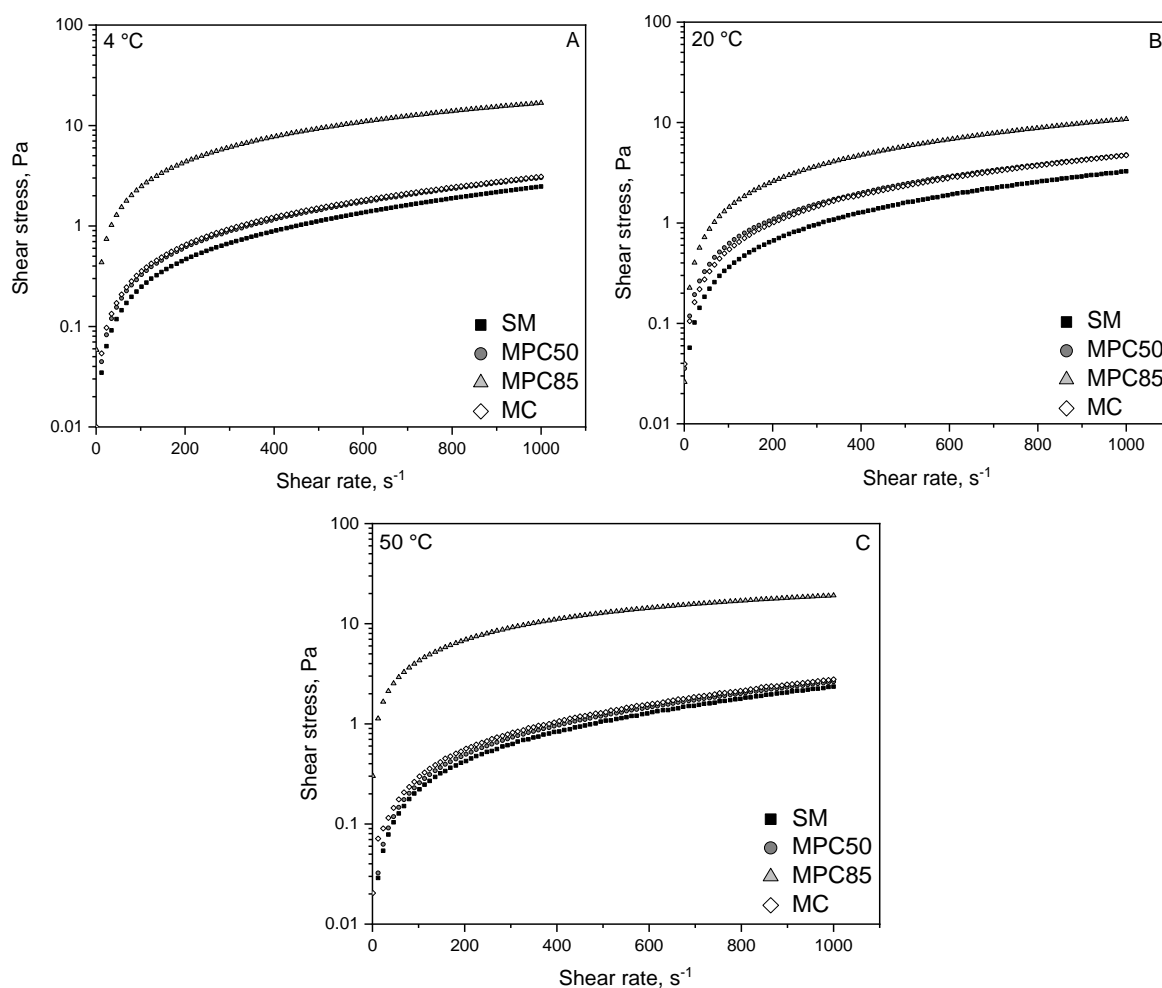 4 °C
A
100
10
1
0.1
0.01
Shear stress, Pa
SM
MPC50
MPC85
MC
0
200
400
600
800
1000
Shear rate, s⁻¹
20 °C
B
100
10
1
0.1
0.01
Shear stress, Pa
SM
MPC50
MPC85
MC
0
200
400
600
800
1000
Shear rate, s⁻¹
50 °C
C
100
10
1
0.1
0.01
Shear stress, Pa
SM
MPC50
MPC85
MC
0
200
400
600
800
1000
Shear rate, s⁻¹